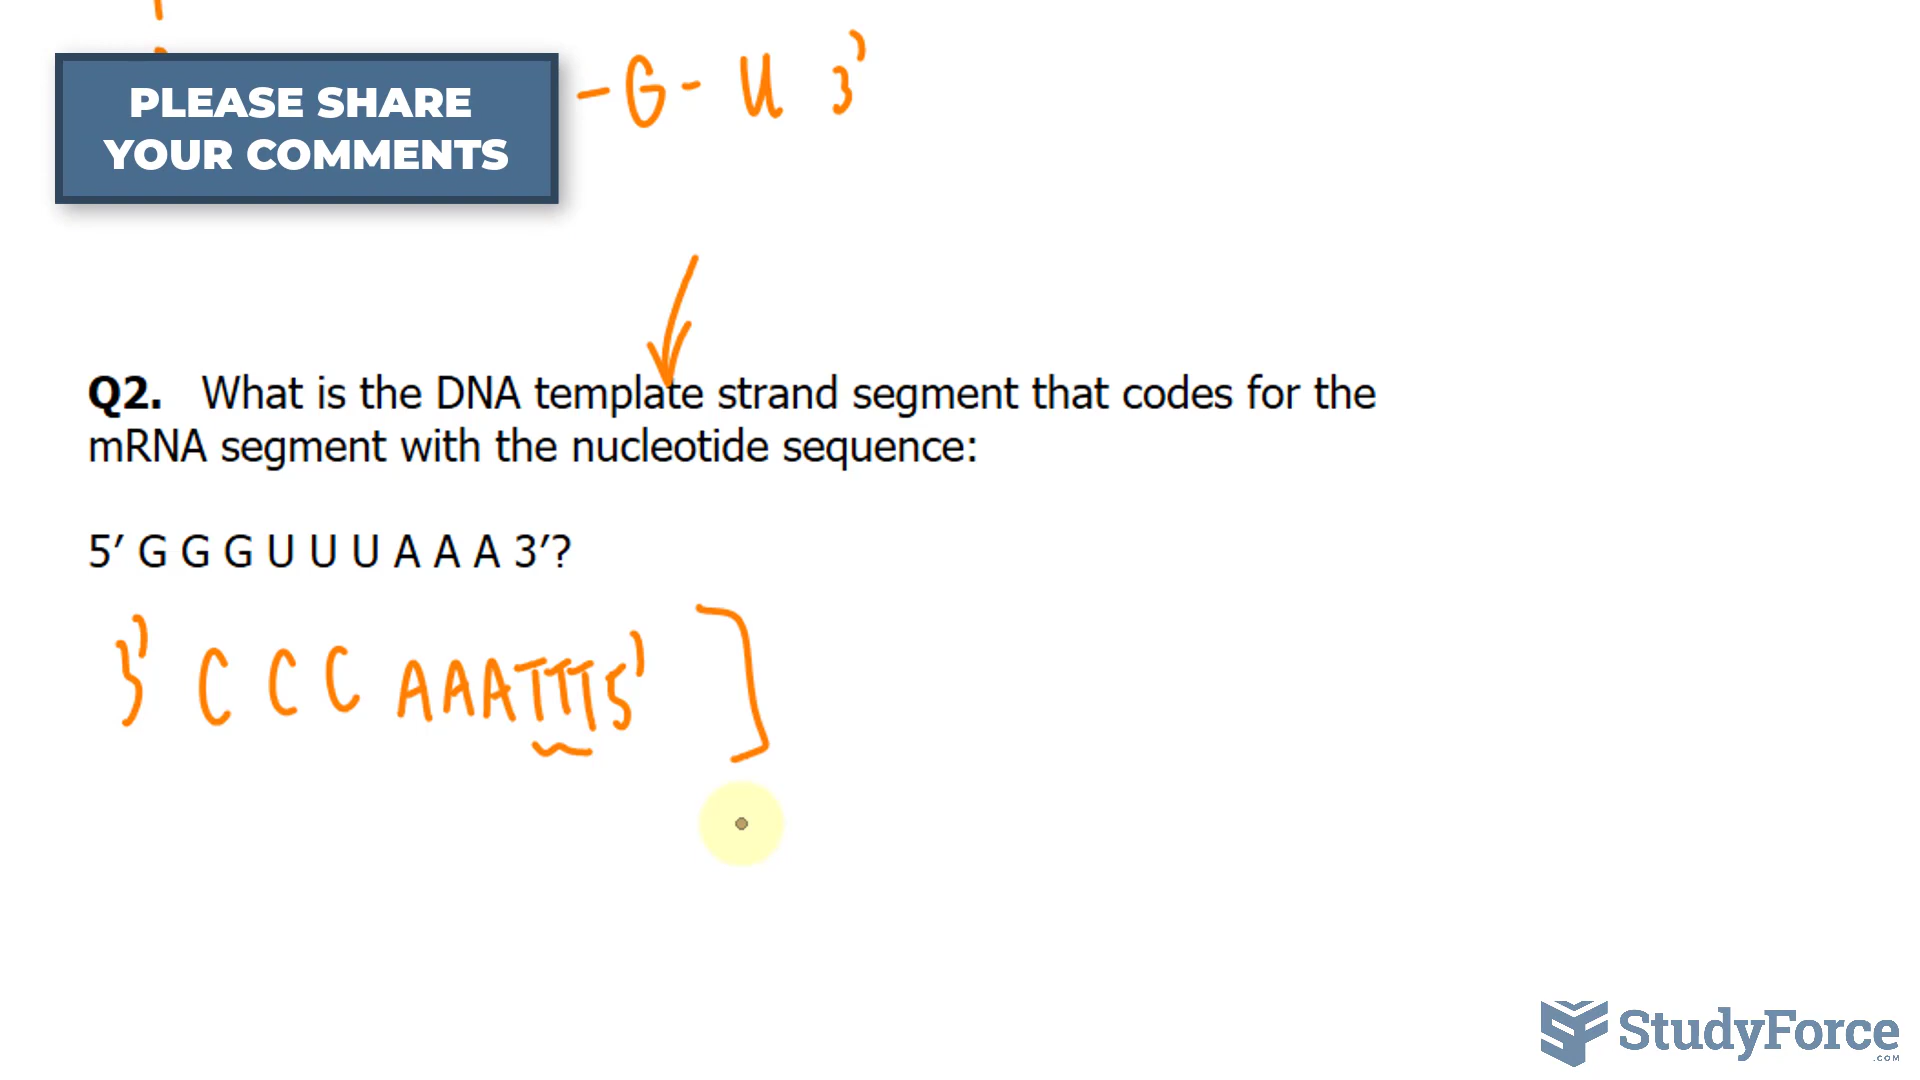 - G - U 3'
PLEASE SHARE
YOUR COMMENTS
Q2. What is the DNA template strand segment that codes for the
mRNA segment with the nucleotide sequence:
5′ G G G U U U A A A 3′?
3' C C C A A A T T T 5'
StudyForce
.COM